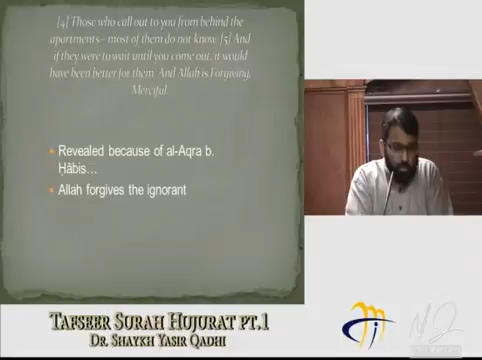 [4] Those who call out to you from behind the
apartments – most of them do not know. [5] And
if they were to wait until you come out, it would
have been better for them. And Allah is Forgiving,
Merciful.
Revealed because of al-Aqra b.
Ḥābis…
Allah forgives the ignorant
Tafseer Surah Hujurat pt.1
Dr. Shaykh Yasir Qadhi